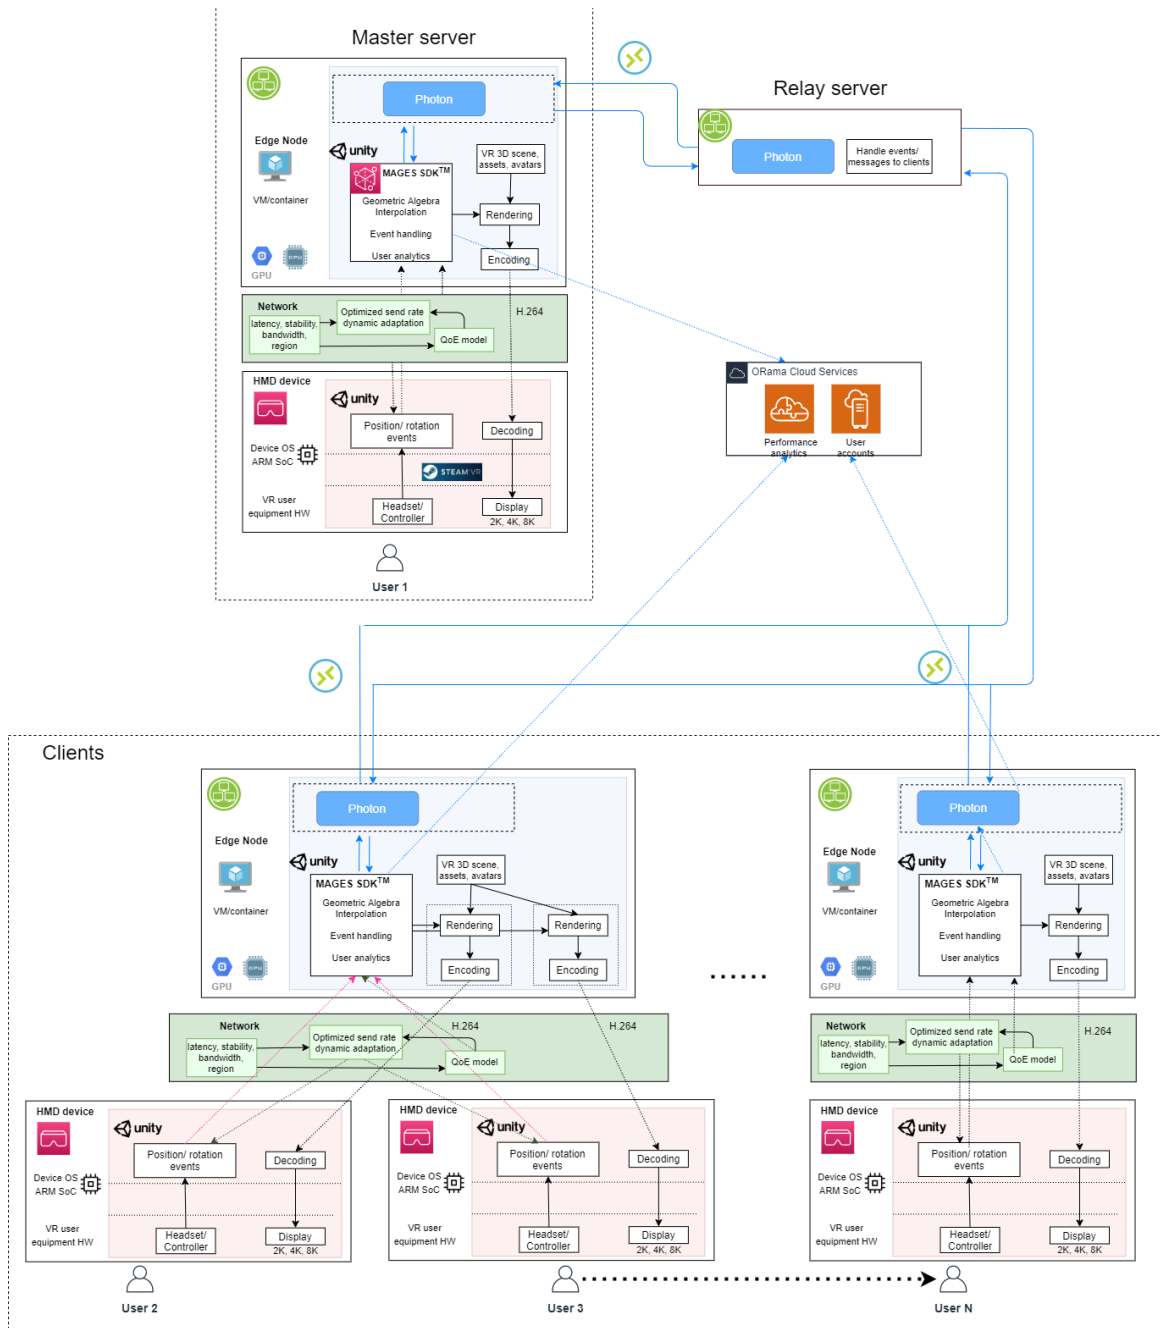 Master server
Photon
Edge Node
VM/container
GPU
CPU
unity
MAGES SDK™
Geometric Algebra
Interpolation
Event handling
User analytics
VR 3D scene,
assets, avatars
Rendering
Encoding
Network
latency, stability,
bandwidth,
region
Optimized send rate
dynamic adaptation
QoE model
H.264
HMD device
Device OS
ARM SoC
VR user
equipment HW
unity
Position/ rotation
events
STEAM VR
Headset/
Controller
Decoding
Display
2K, 4K, 8K
User 1
Relay server
Photon
Handle events/
messages to clients
ORama Cloud Services
Performance
analytics
User
accounts
Clients
Photon
Edge Node
VM/container
GPU
CPU
unity
MAGES SDK™
Geometric Algebra
Interpolation
Event handling
User analytics
VR 3D scene,
assets, avatars
Rendering
Encoding
Rendering
Encoding
Network
latency, stability,
bandwidth,
region
Optimized send rate
dynamic adaptation
QoE model
H.264
H.264
HMD device
Device OS
ARM SoC
VR user
equipment HW
unity
Position/ rotation
events
Headset/
Controller
Decoding
Display
2K, 4K, 8K
User 2
HMD device
Device OS
ARM SoC
VR user
equipment HW
unity
Position/ rotation
events
Headset/
Controller
Decoding
Display
2K, 4K, 8K
User 3
Photon
Edge Node
VM/container
GPU
CPU
unity
MAGES SDK™
Geometric Algebra
Interpolation
Event handling
User analytics
VR 3D scene,
assets, avatars
Rendering
Encoding
Network
latency, stability,
bandwidth,
region
Optimized send rate
dynamic adaptation
QoE model
H.264
HMD device
Device OS
ARM SoC
VR user
equipment HW
unity
Position/ rotation
events
Headset/
Controller
Decoding
Display
2K, 4K, 8K
User N